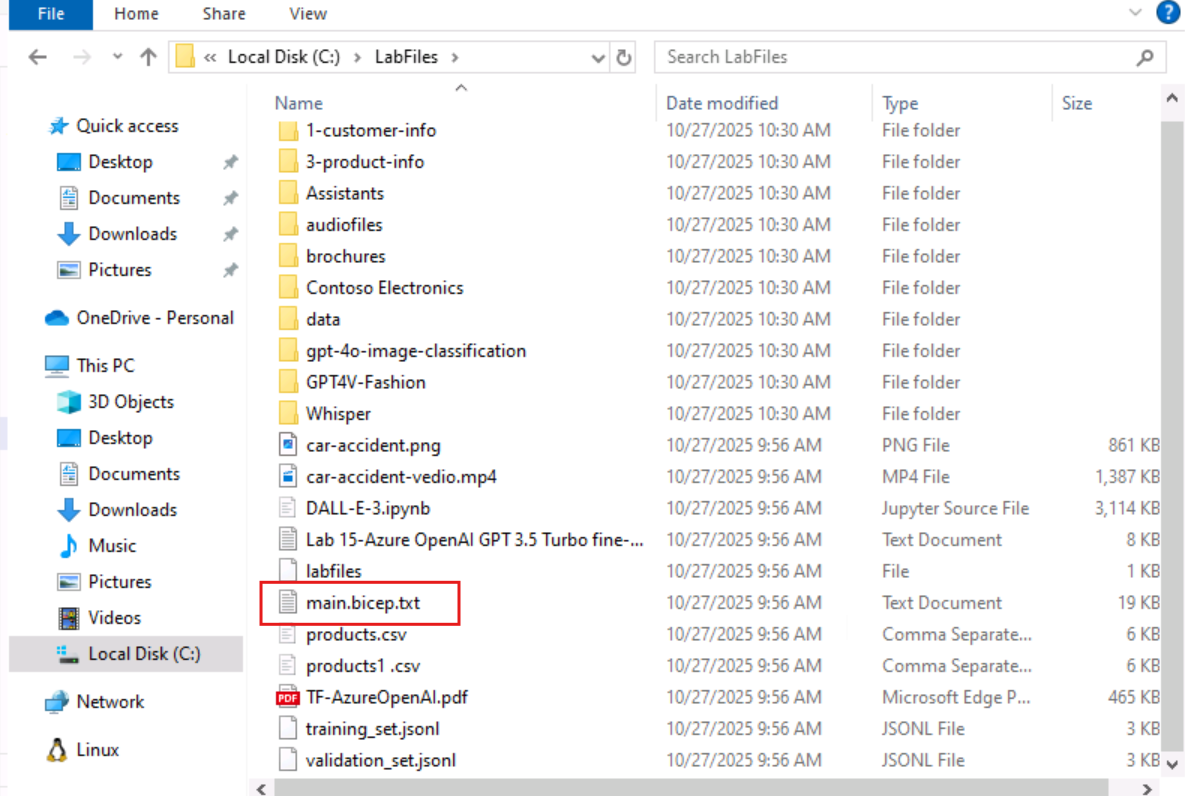 File Home Share View ?
« Local Disk (C:) > LabFiles > Search LabFiles
Name Date modified Type Size
Quick access
Desktop
Documents
Downloads
Pictures
OneDrive - Personal
This PC
3D Objects
Desktop
Documents
Downloads
Music
Pictures
Videos
Local Disk (C:)
Network
Linux
1-customer-info 10/27/2025 10:30 AM File folder
3-product-info 10/27/2025 10:30 AM File folder
Assistants 10/27/2025 10:30 AM File folder
audiofiles 10/27/2025 10:30 AM File folder
brochures 10/27/2025 10:30 AM File folder
Contoso Electronics 10/27/2025 10:30 AM File folder
data 10/27/2025 10:30 AM File folder
gpt-4o-image-classification 10/27/2025 10:30 AM File folder
GPT4V-Fashion 10/27/2025 10:30 AM File folder
Whisper 10/27/2025 10:30 AM File folder
car-accident.png 10/27/2025 9:56 AM PNG File 861 KB
car-accident-vedio.mp4 10/27/2025 9:56 AM MP4 File 1,387 KB
DALL-E-3.ipynb 10/27/2025 9:56 AM Jupyter Source File 3,114 KB
Lab 15-Azure OpenAI GPT 3.5 Turbo fine-... 10/27/2025 9:56 AM Text Document 8 KB
labfiles 10/27/2025 9:56 AM File 1 KB
main.bicep.txt 10/27/2025 9:56 AM Text Document 19 KB
products.csv 10/27/2025 9:56 AM Comma Separate... 6 KB
products1 .csv 10/27/2025 9:56 AM Comma Separate... 6 KB
PDF TF-AzureOpenAI.pdf 10/27/2025 9:56 AM Microsoft Edge P... 465 KB
training_set.jsonl 10/27/2025 9:56 AM JSONL File 3 KB
validation_set.jsonl 10/27/2025 9:56 AM JSONL File 3 KB